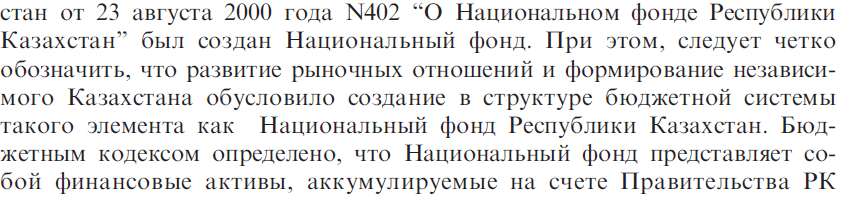 стан от 23 августа 2000 года N402 “О Национальном фонде Республики
Казахстан” был создан Национальный фонд. При этом, следует четко
обозначить, что развитие рыночных отношений и формирование независи-
мого Казахстана обусловило создание в структуре бюджетной системы
такого элемента как  Национальный фонд Республики Казахстан. Бюд-
жетным кодексом определено, что Национальный фонд представляет со-
бой финансовые активы, аккумулируемые на счете Правительства РК